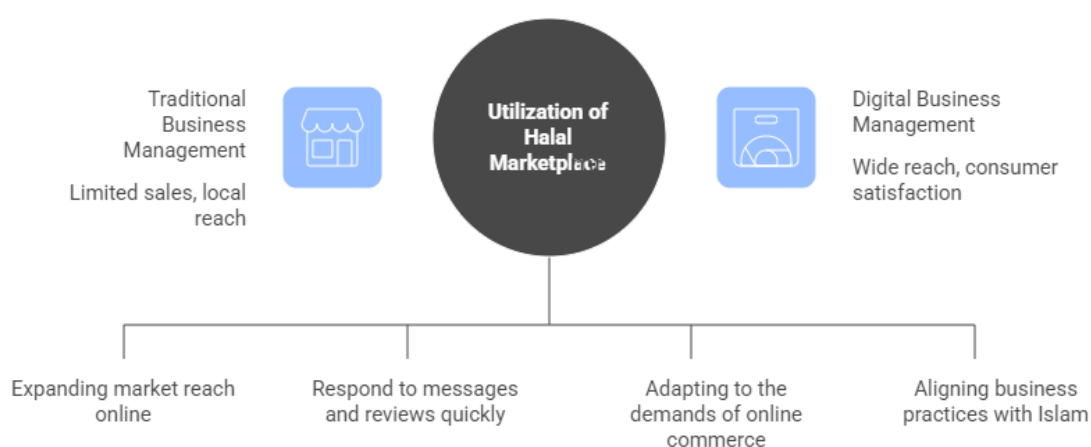 Traditional
Business
Management
Limited sales, local
reach
Utilization of
Halal
Marketplace
Digital Business
Management
Wide reach, consumer
satisfaction
Expanding market reach
online
Respond to messages
and reviews quickly
Adapting to the
demands of online
commerce
Aligning business
practices with Islam